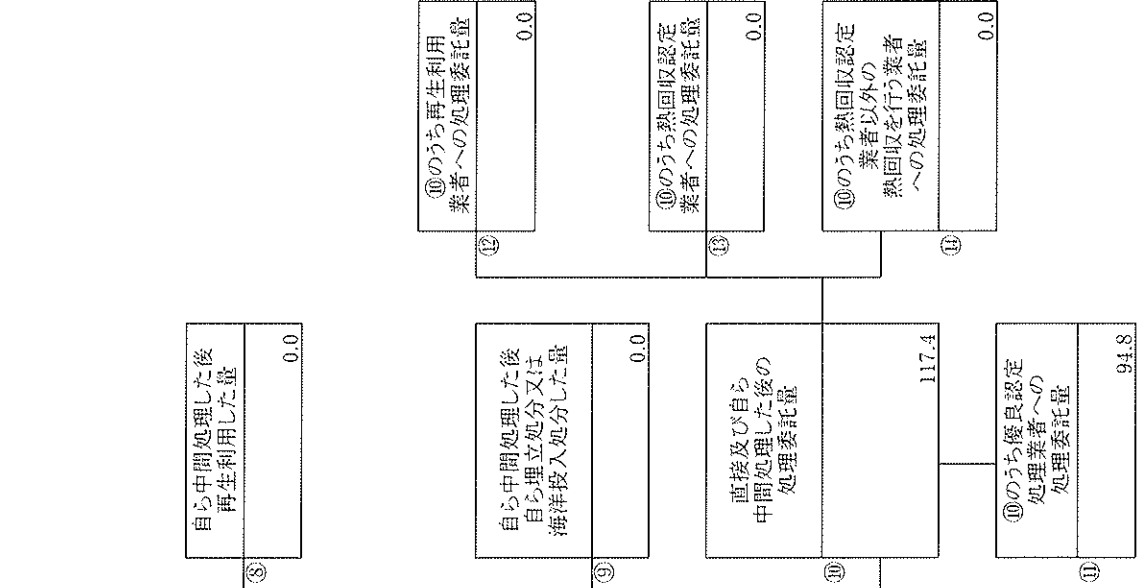 ⑧
自ら中間処理した後
再生利用した量
0.0
⑨
自ら中間処理した後
自ら埋立処分又は
海洋投入処分した量
0.0
⑩
直接及び自ら
中間処理した後の
処理委託量
117.4
⑪
⑩のうち優良認定
処理業者への
処理委託量
94.8
⑫
⑩のうち再生利用
業者への処理委託量
0.0
⑬
⑩のうち熱回収認定
業者への処理委託量
0.0
⑭
⑩のうち熱回収認定
業者以外の
熱回収を行う業者
への処理委託量
0.0